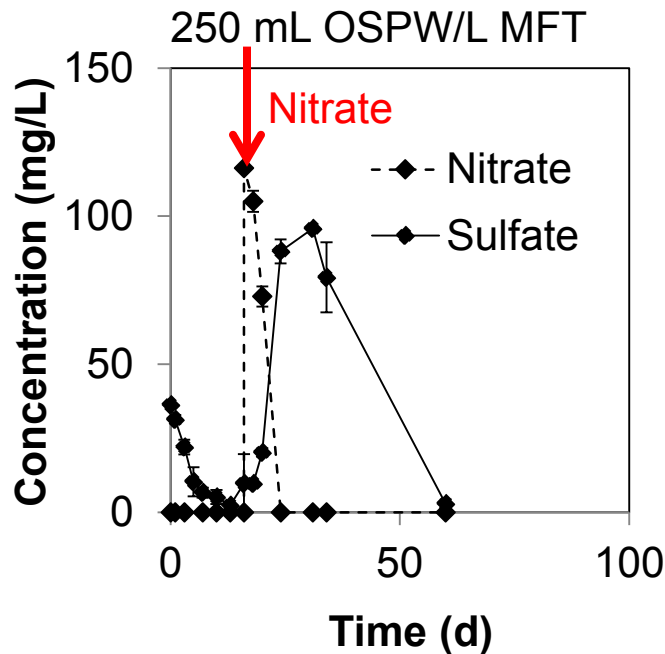 250 mL OSPW/L MFT
150
Nitrate
Nitrate
100
Sulfate
50
0
0
50
100
Concentration (mg/L)
Time (d)